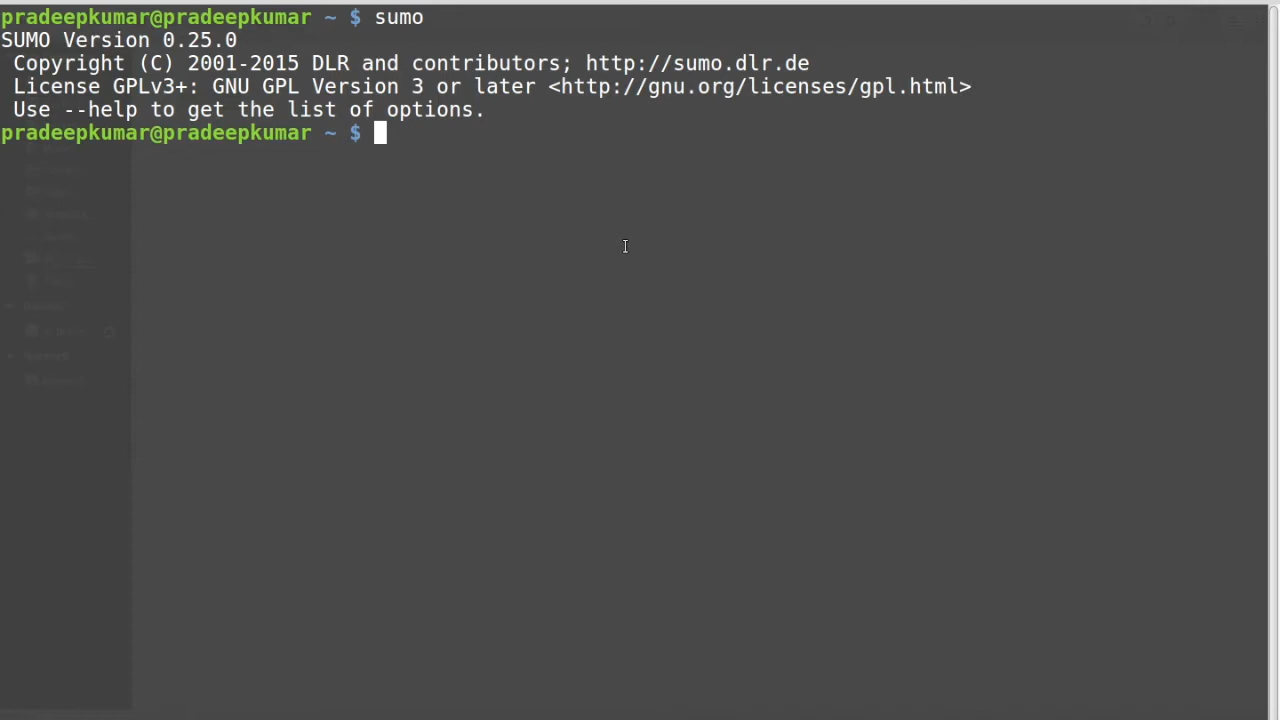 pradeepkumar@pradeepkumar ~ $ sumo
SUMO Version 0.25.0
 Copyright (C) 2001-2015 DLR and contributors; http://sumo.dlr.de
 License GPLv3+: GNU GPL Version 3 or later <http://gnu.org/licenses/gpl.html>
 Use --help to get the list of options.
pradeepkumar@pradeepkumar ~ $